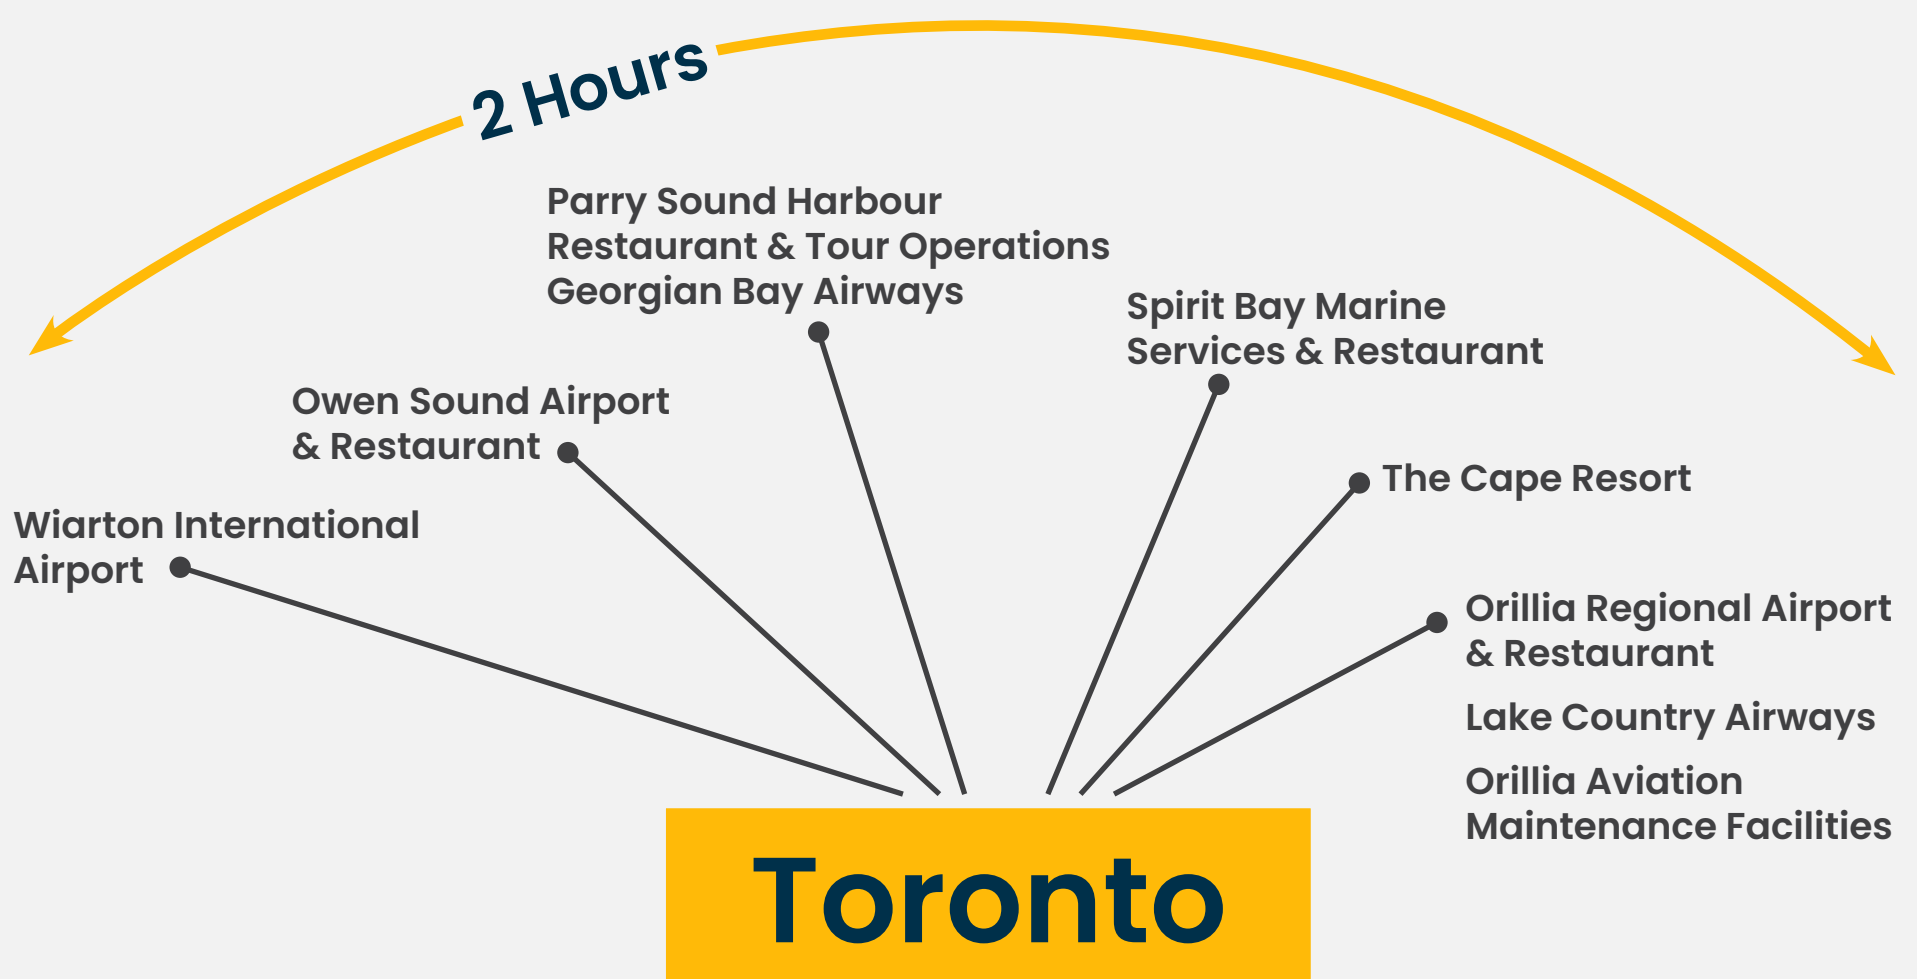 2 Hours
Parry Sound Harbour
Restaurant & Tour Operations
Georgian Bay Airways
Spirit Bay Marine
Services & Restaurant
Owen Sound Airport
& Restaurant
The Cape Resort
Wiarton International
Airport
Orillia Regional Airport
& Restaurant
Lake Country Airways
Orillia Aviation
Maintenance Facilities
Toronto